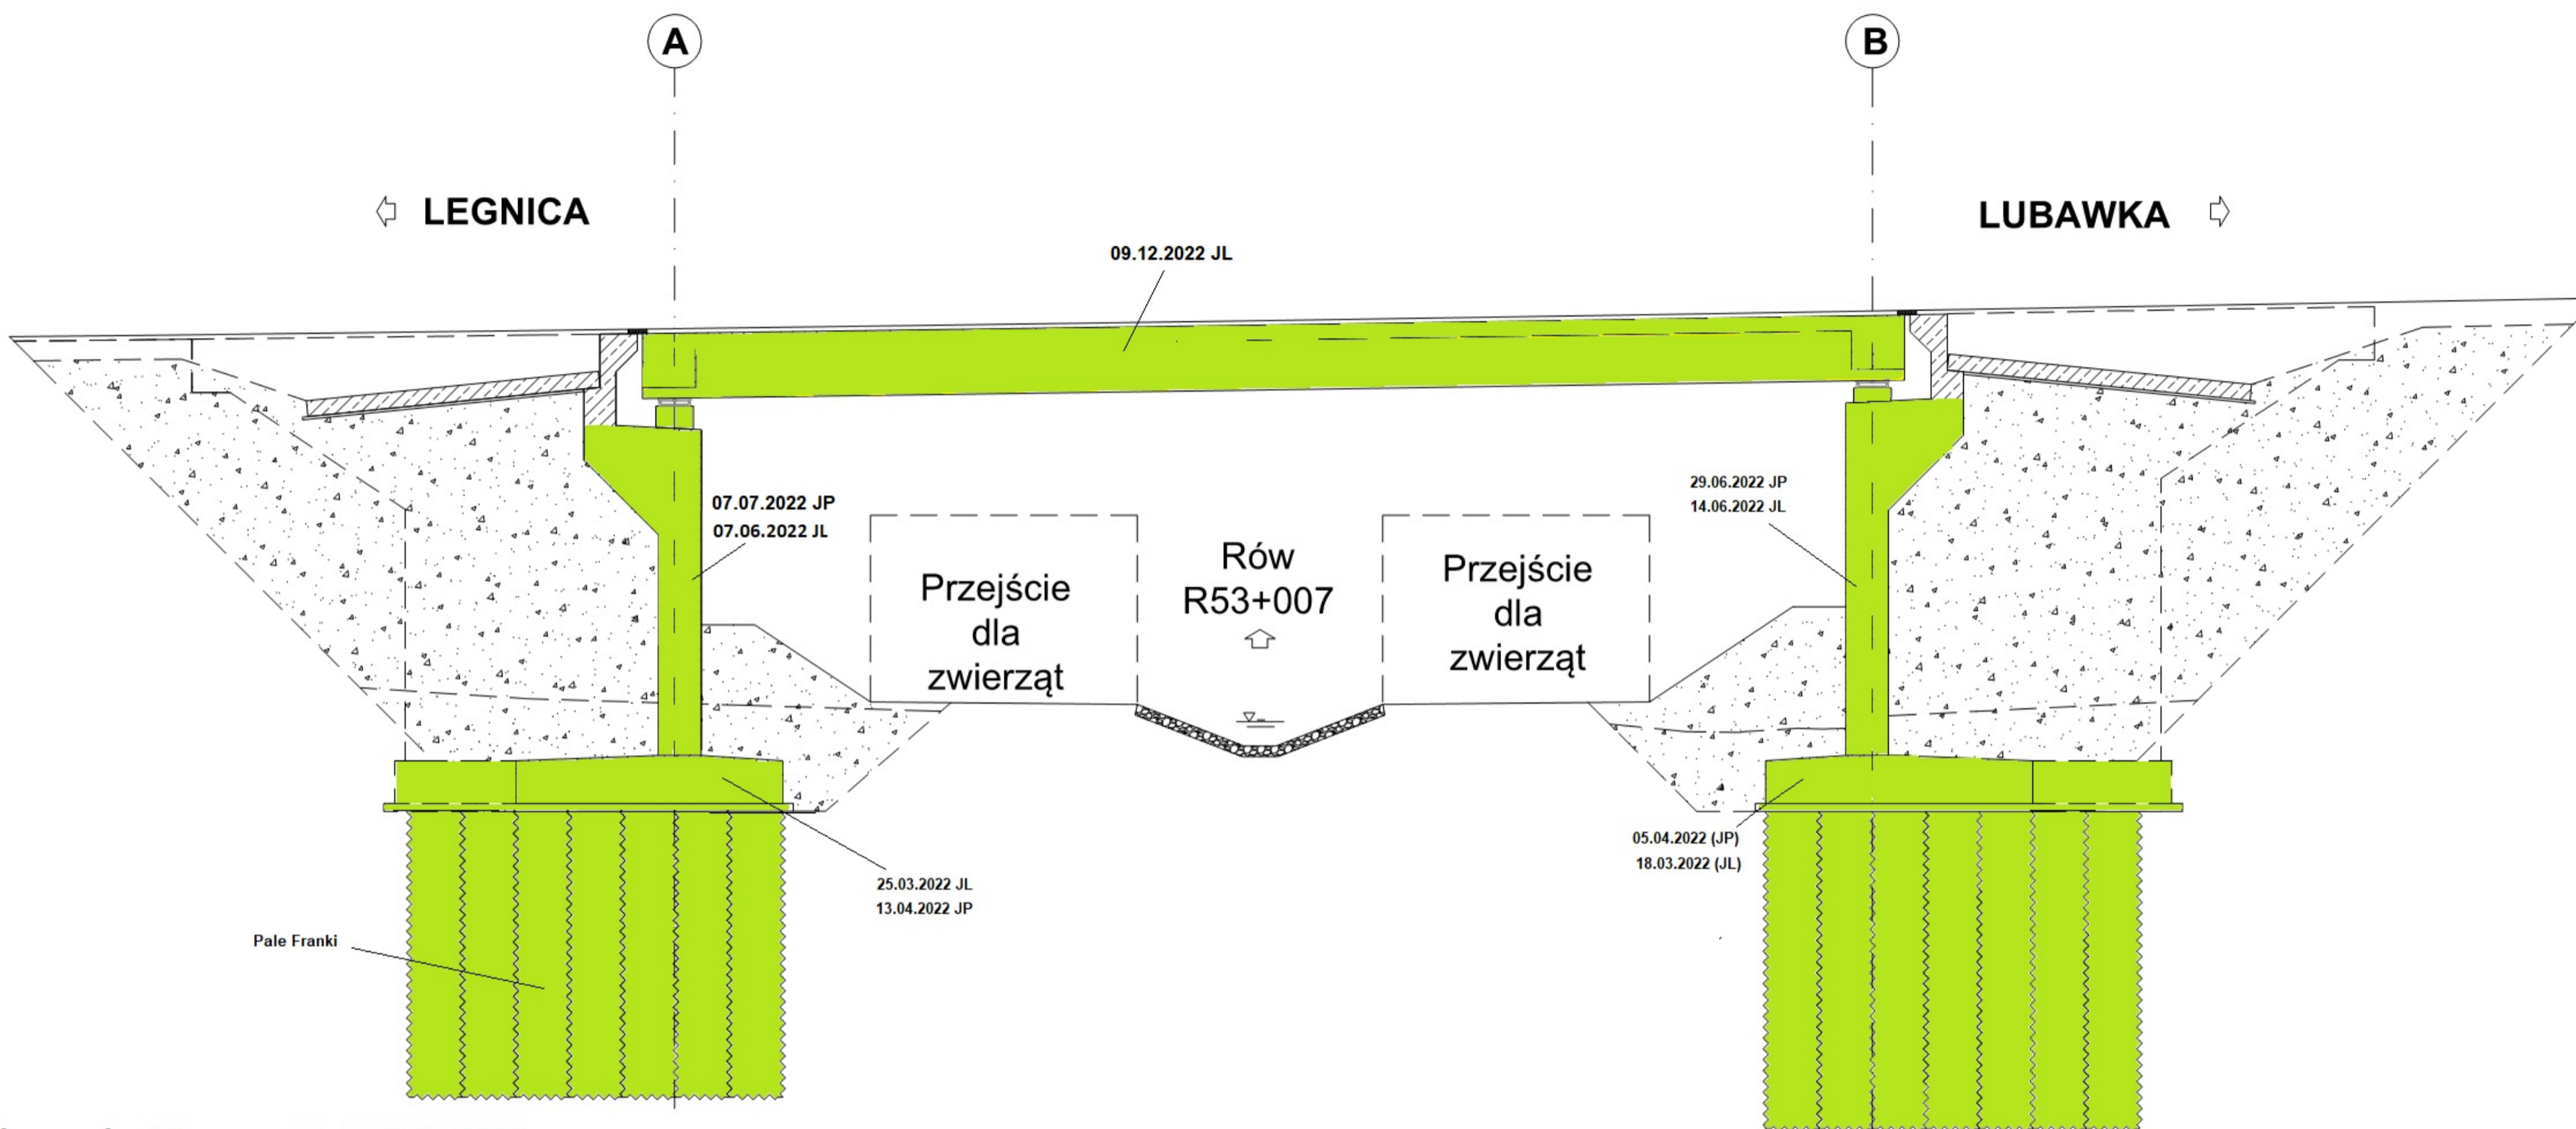 A
B
LEGNICA
LUBAWKA
09.12.2022 JL
07.07.2022 JP
07.06.2022 JL
Przejście
dla
zwierząt
Rów
R53+007
Przejście
dla
zwierząt
29.06.2022 JP
14.06.2022 JL
25.03.2022 JL
13.04.2022 JP
05.04.2022 (JP)
18.03.2022 (JL)
Pale Franki